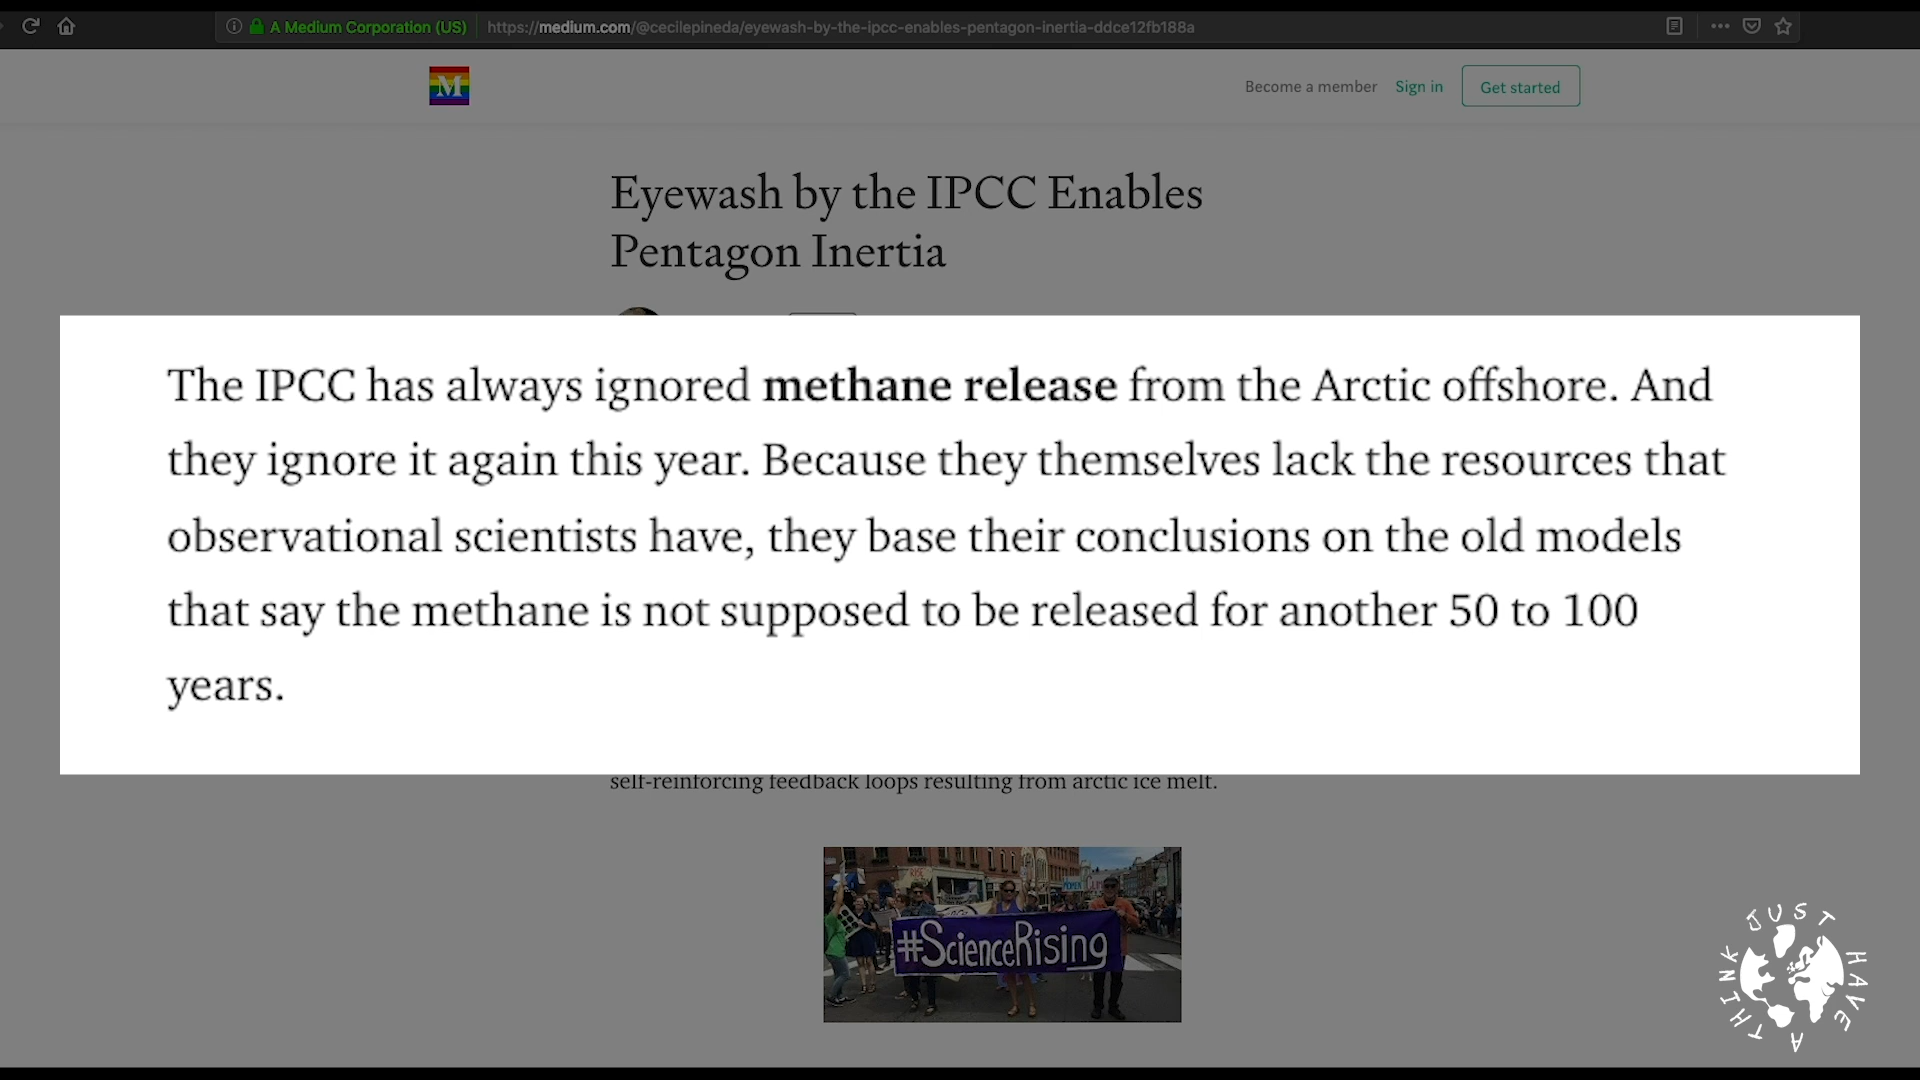 A Medium Corporation (US)
https://medium.com/@cecilepineda/eyewash-by-the-ipcc-enables-pentagon-inertia-ddce12fb188a
M
Become a member
Sign in
Get started
Eyewash by the IPCC Enables
Pentagon Inertia
The IPCC has always ignored methane release from the Arctic offshore. And
they ignore it again this year. Because they themselves lack the resources that
observational scientists have, they base their conclusions on the old models
that say the methane is not supposed to be released for another 50 to 100
years.
self-reinforcing feedback loops resulting from arctic ice melt.
RISE
#ScienceRising
JUST HAVE A THINK